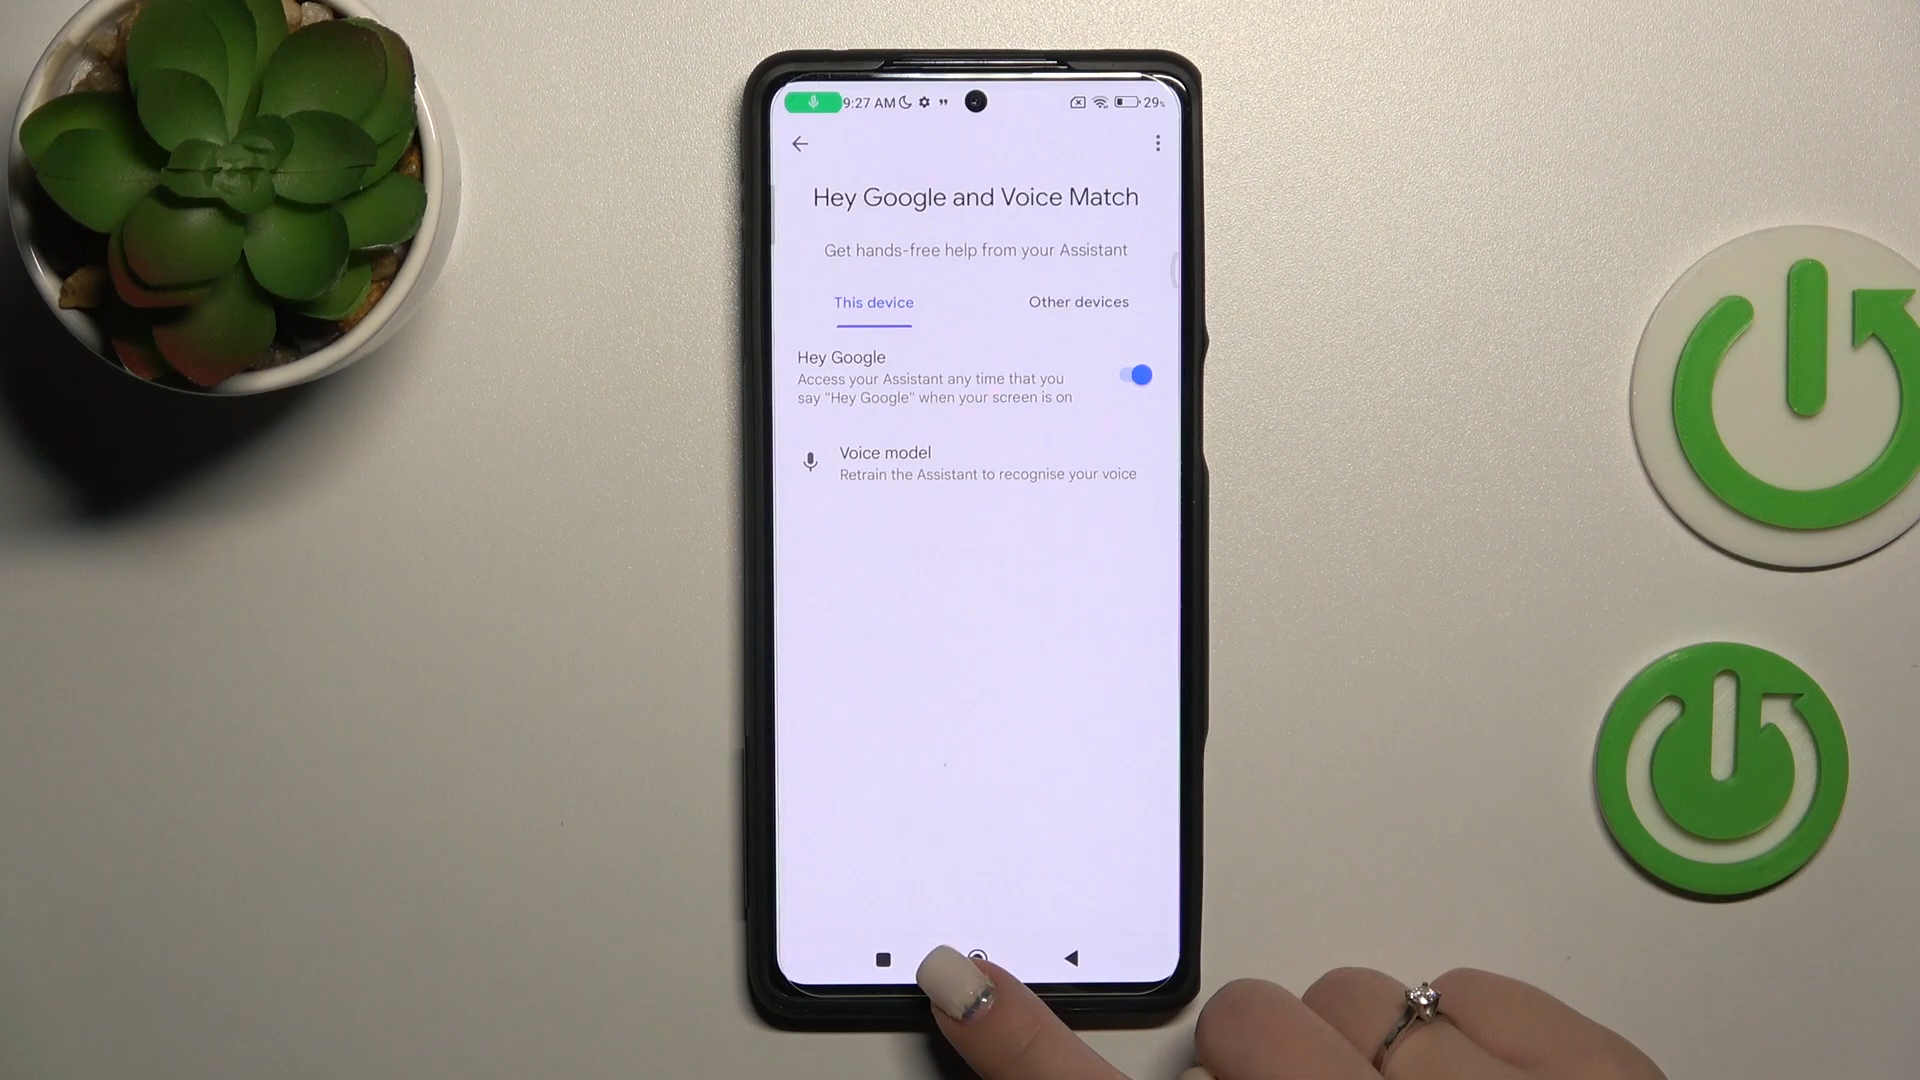 9:27 AM 29%
Hey Google and Voice Match
Get hands-free help from your Assistant
This device Other devices
Hey Google
Access your Assistant any time that you
say "Hey Google" when your screen is on
Voice model
Retrain the Assistant to recognise your voice